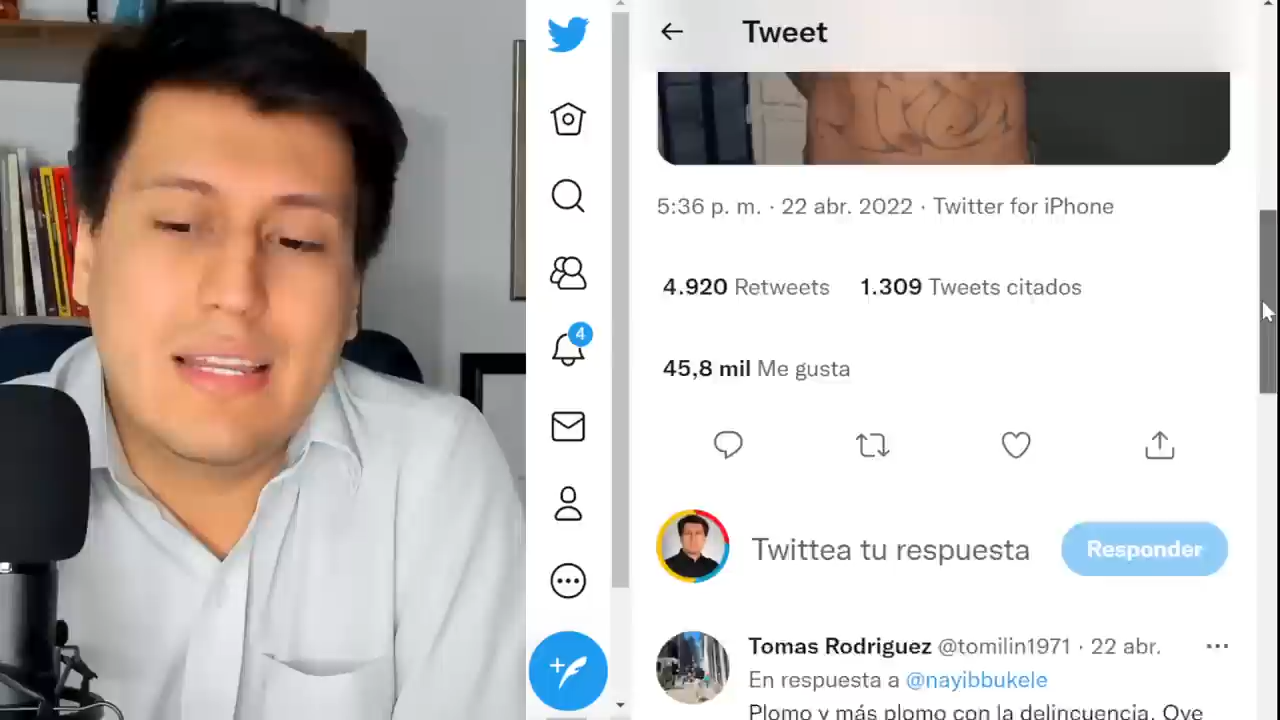 Tweet
5:36 p. m. · 22 abr. 2022 · Twitter for iPhone
4.920 Retweets 1.309 Tweets citados
45,8 mil Me gusta
4
Twittea tu respuesta Responder
Tomas Rodriguez @tomilin1971 · 22 abr.
En respuesta a @nayibbukele
Plomo y más plomo con la delincuencia. Oye